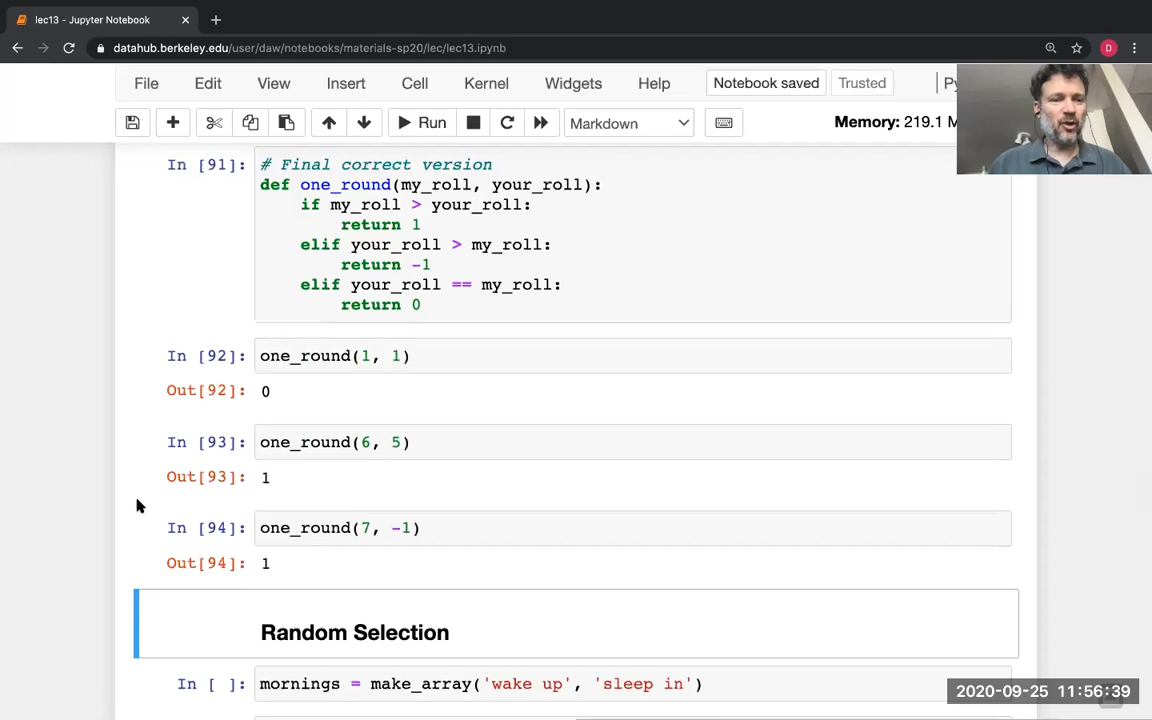 lec13 - Jupyter Notebook
datahub.berkeley.edu/user/daw/notebooks/materials-sp20/lec/lec13.ipynb
D
File Edit View Insert Cell Kernel Widgets Help Notebook saved Trusted
Run Markdown Memory: 219.1
In [91]: # Final correct version
def one_round(my_roll, your_roll):
if my_roll > your_roll:
return 1
elif your_roll > my_roll:
return -1
elif your_roll == my_roll:
return 0
In [92]: one_round(1, 1)
Out[92]: 0
In [93]: one_round(6, 5)
Out[93]: 1
In [94]: one_round(7, -1)
Out[94]: 1
Random Selection
In [ ]: mornings = make_array('wake up', 'sleep in')
2020-09-25 11:56:39